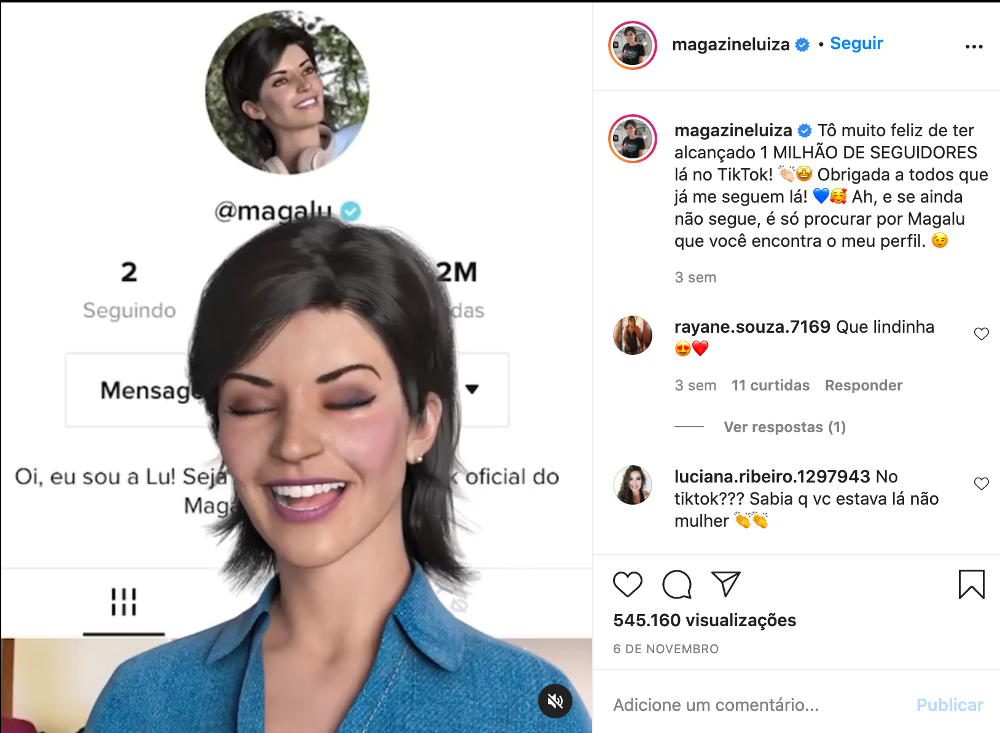 @magalu
2
Seguindo
2M
das
Mensag
Oi, eu sou a Lu! Seja
oficial do
Maga
magazineluiza • Seguir
magazineluiza Tô muito feliz de ter
alcançado 1 MILHÃO DE SEGUIDORES
lá no TikTok! 👏🏻🤩 Obrigada a todos que
já me seguem lá! 💙🥰 Ah, e se ainda
não segue, é só procurar por Magalu
que você encontra o meu perfil. 😉
3 sem
rayane.souza.7169 Que lindinha
😍❤️
3 sem 11 curtidas Responder
Ver respostas (1)
luciana.ribeiro.1297943 No
tiktok??? Sabia q vc estava lá não
mulher 👏👏
545.160 visualizações
6 DE NOVEMBRO
Adicione um comentário... Publicar